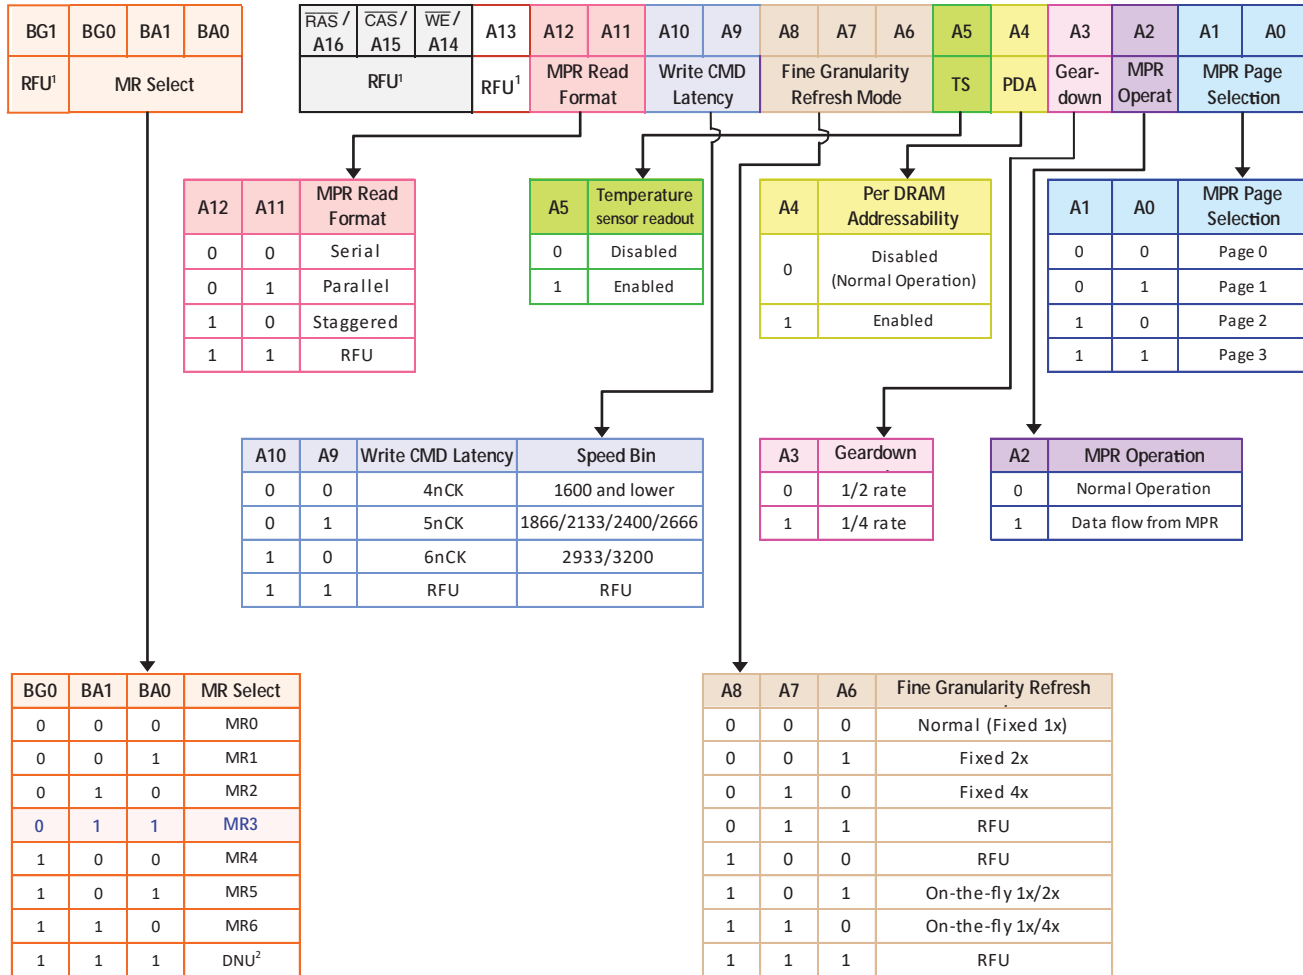 BG1 BG0 BA1 BA0 RAS / A16 CAS / A15 WE / A14 A13 A12 A11 A10 A9 A8 A7 A6 A5 A4 A3 A2 A1 A0
RFU¹ MR Select RFU¹ RFU¹ MPR Read Format Write CMD Latency Fine Granularity Refresh Mode TS PDA Gear-down MPR Operat MPR Page Selection
A12 A11 MPR Read Format
0 0 Serial
0 1 Parallel
1 0 Staggered
1 1 RFU
A5 Temperature sensor readout
0 Disabled
1 Enabled
A4 Per DRAM Addressability
0 Disabled (Normal Operation)
1 Enabled
A1 A0 MPR Page Selection
0 0 Page 0
0 1 Page 1
1 0 Page 2
1 1 Page 3
A10 A9 Write CMD Latency Speed Bin
0 0 4nCK 1600 and lower
0 1 5nCK 1866/2133/2400/2666
1 0 6nCK 2933/3200
1 1 RFU RFU
A3 Geardown
0 1/2 rate
1 1/4 rate
A2 MPR Operation
0 Normal Operation
1 Data flow from MPR
BG0 BA1 BA0 MR Select
0 0 0 MR0
0 0 1 MR1
0 1 0 MR2
0 1 1 MR3
1 0 0 MR4
1 0 1 MR5
1 1 0 MR6
1 1 1 DNU²
A8 A7 A6 Fine Granularity Refresh
0 0 0 Normal (Fixed 1x)
0 0 1 Fixed 2x
0 1 0 Fixed 4x
0 1 1 RFU
1 0 0 RFU
1 0 1 On-the-fly 1x/2x
1 1 0 On-the-fly 1x/4x
1 1 1 RFU